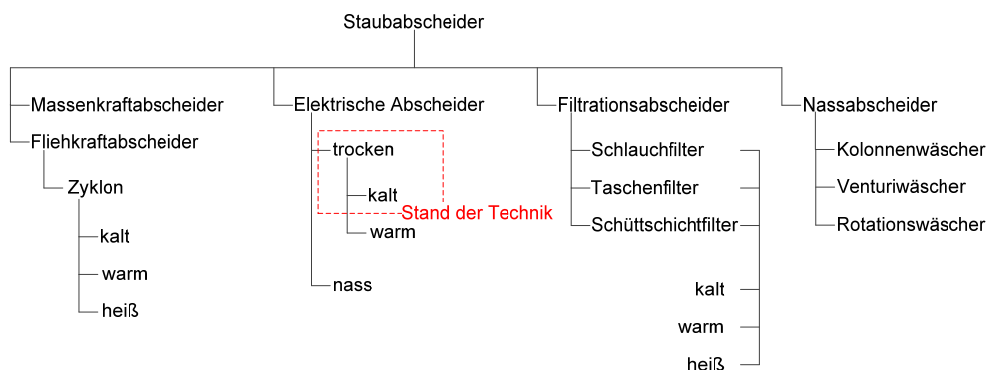 Staubabscheider
Massenkraftabscheider
Fliehkraftabscheider
Zyklon
kalt
warm
heiß
Elektrische Abscheider
trocken
kalt
Stand der Technik
warm
nass
Filtrationsabscheider
Schlauchfilter
Taschenfilter
Schüttschichtfilter
kalt
warm
heiß
Nassabscheider
Kolonnenwäscher
Venturiwäscher
Rotationswäscher